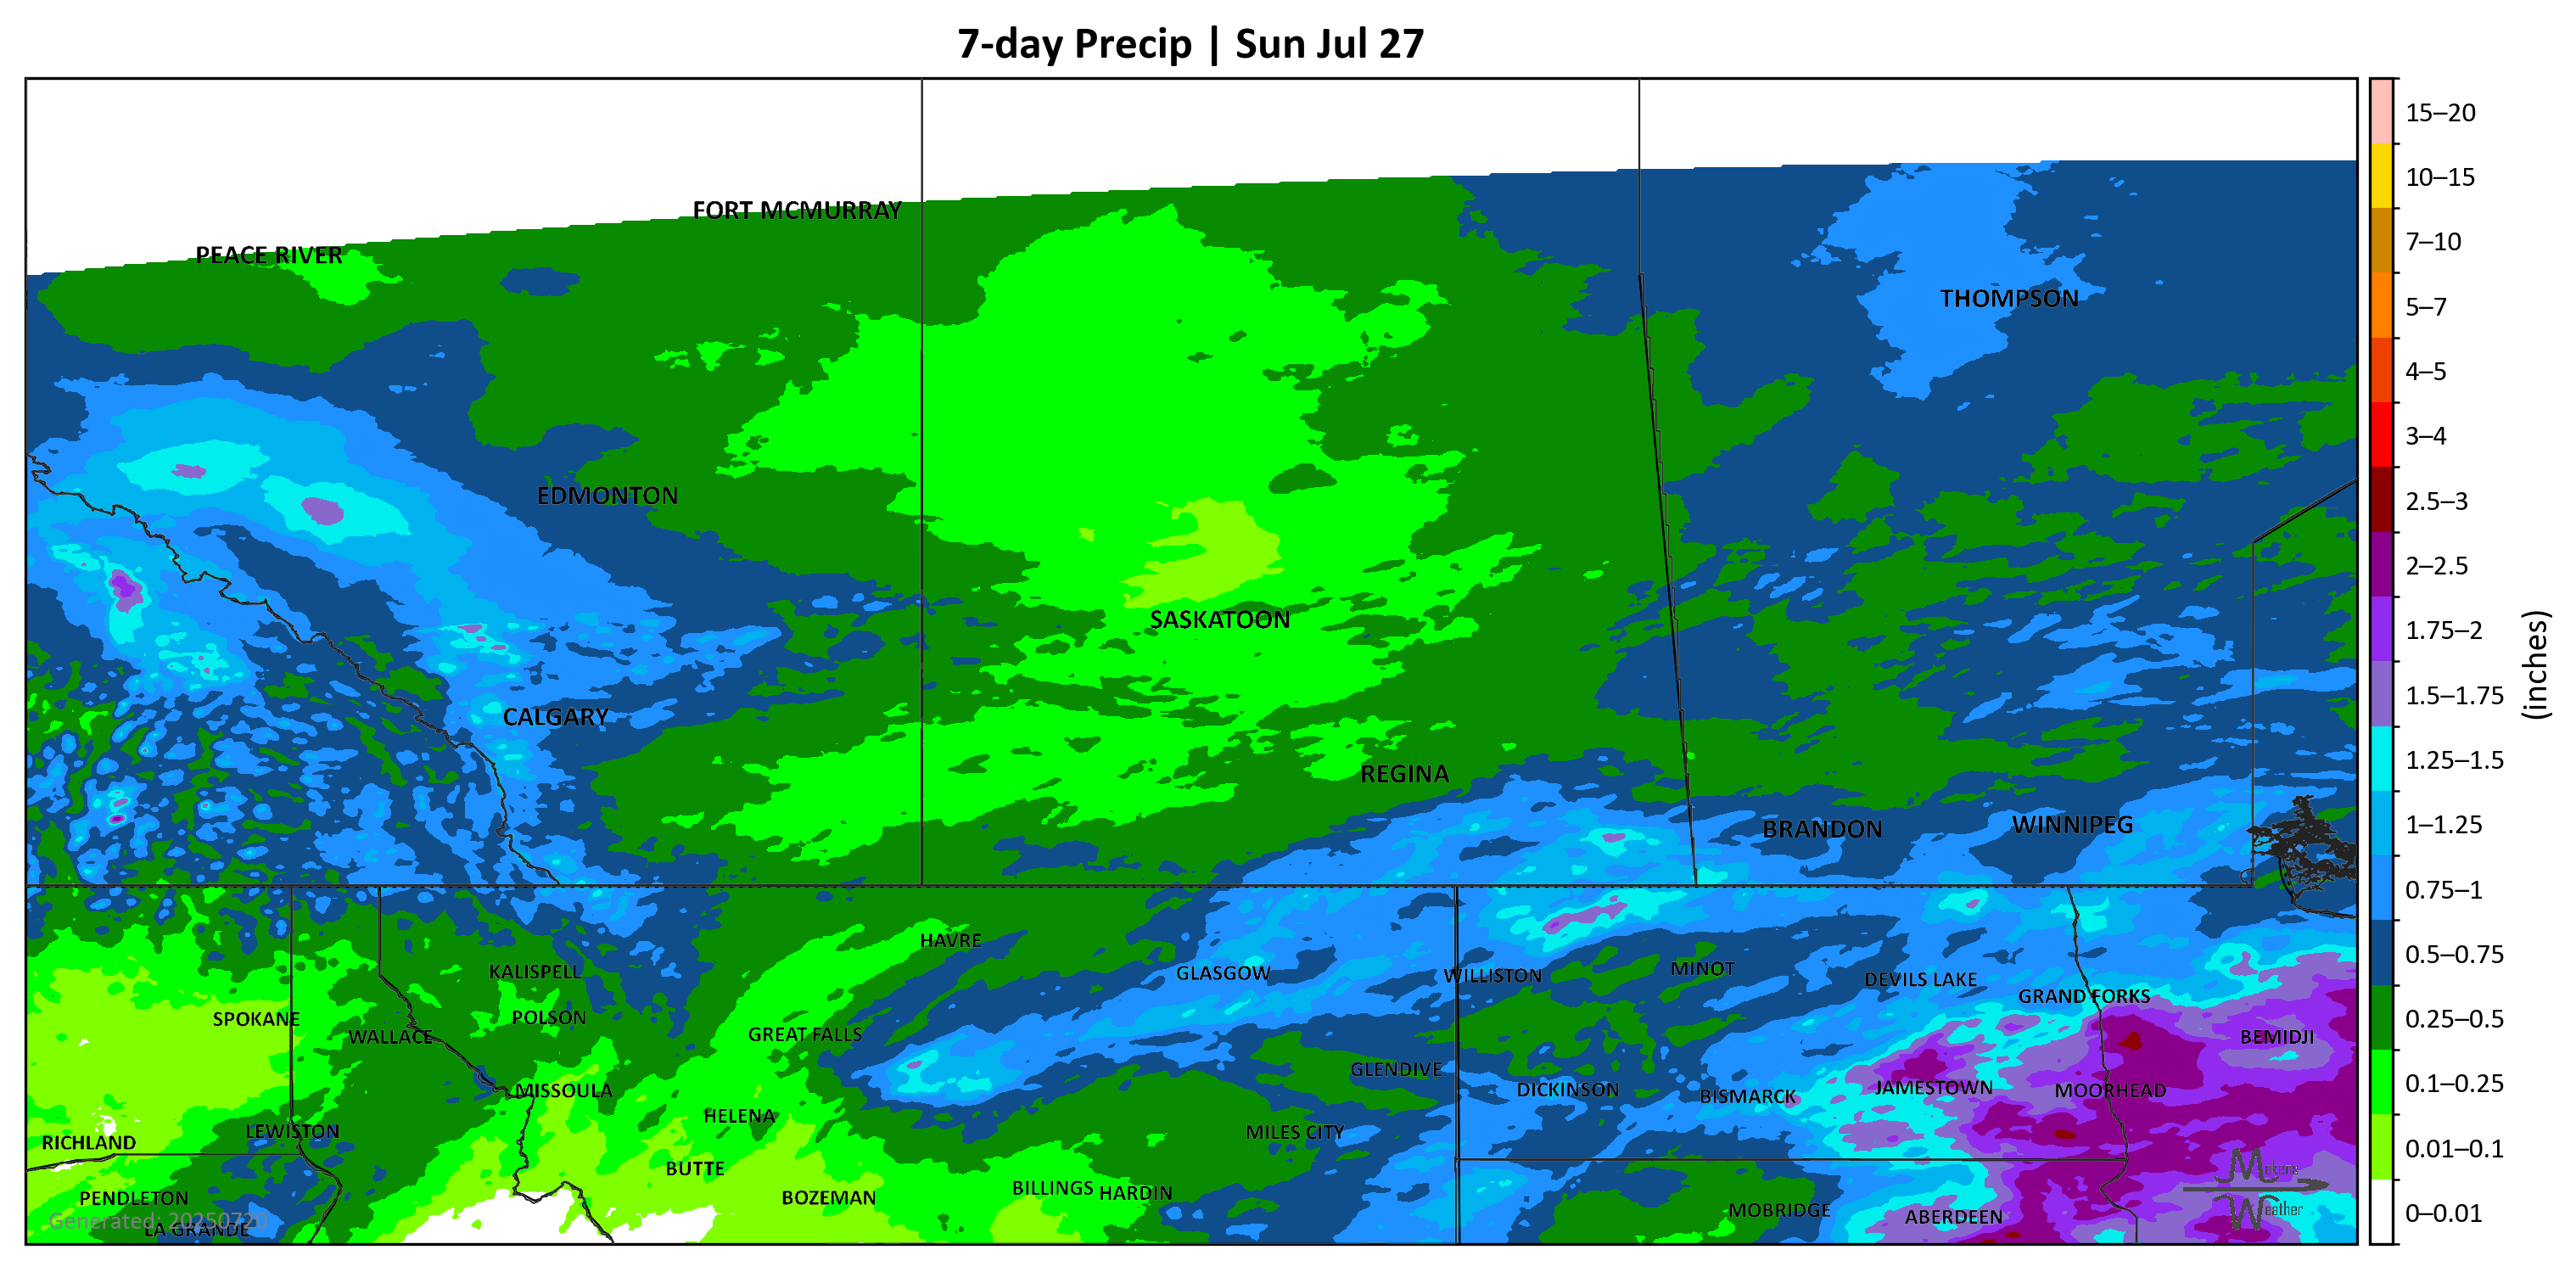 7-day Precip | Sun Jul 27
FORT MCMURRAY
PEACE RIVER
THOMPSON
EDMONTON
SASKATOON
CALGARY
REGINA
BRANDON
WINNIPEG
HAVRE
KALISPELL
GLASGOW
WILLISTON
MINOT
DEVILS LAKE
GRAND FORKS
SPOKANE
POLSON
WALLACE
GREAT FALLS
BEMIDJI
GLENDIVE
MISSOULA
DICKINSON
BISMARCK
JAMESTOWN
MOORHEAD
HELENA
LEWISTON
RICHLAND
MILES CITY
BUTTE
PENDLETON
BOZEMAN
BILLINGS
HARDIN
MOBRIDGE
ABERDEEN
Generated: 20250720
LA GRANDE
Makens
Weather
15–20
10–15
7–10
5–7
4–5
3–4
2.5–3
2–2.5
1.75–2
1.5–1.75
1.25–1.5
1–1.25
0.75–1
0.5–0.75
0.25–0.5
0.1–0.25
0.01–0.1
0–0.01
(inches)